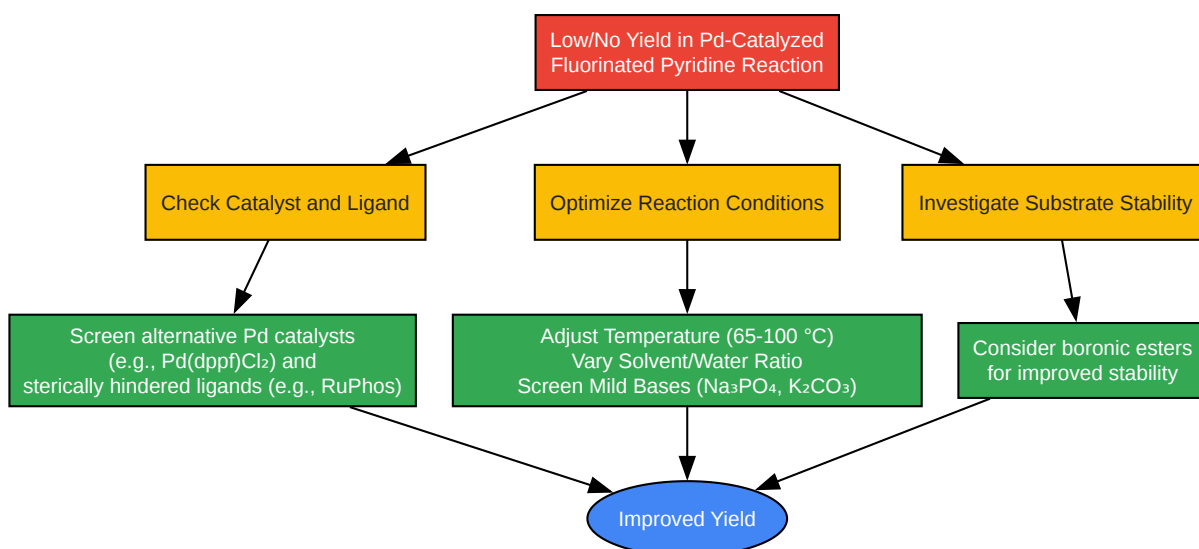 Low/No Yield in Pd-Catalyzed
Fluorinated Pyridine Reaction
Check Catalyst and Ligand
Optimize Reaction Conditions
Investigate Substrate Stability
Screen alternative Pd catalysts
(e.g., Pd(dppf)Cl₂) and
sterically hindered ligands (e.g., RuPhos)
Adjust Temperature (65-100 °C)
Vary Solvent/Water Ratio
Screen Mild Bases (Na₃PO₄, K₂CO₃)
Consider boronic esters
for improved stability
Improved Yield